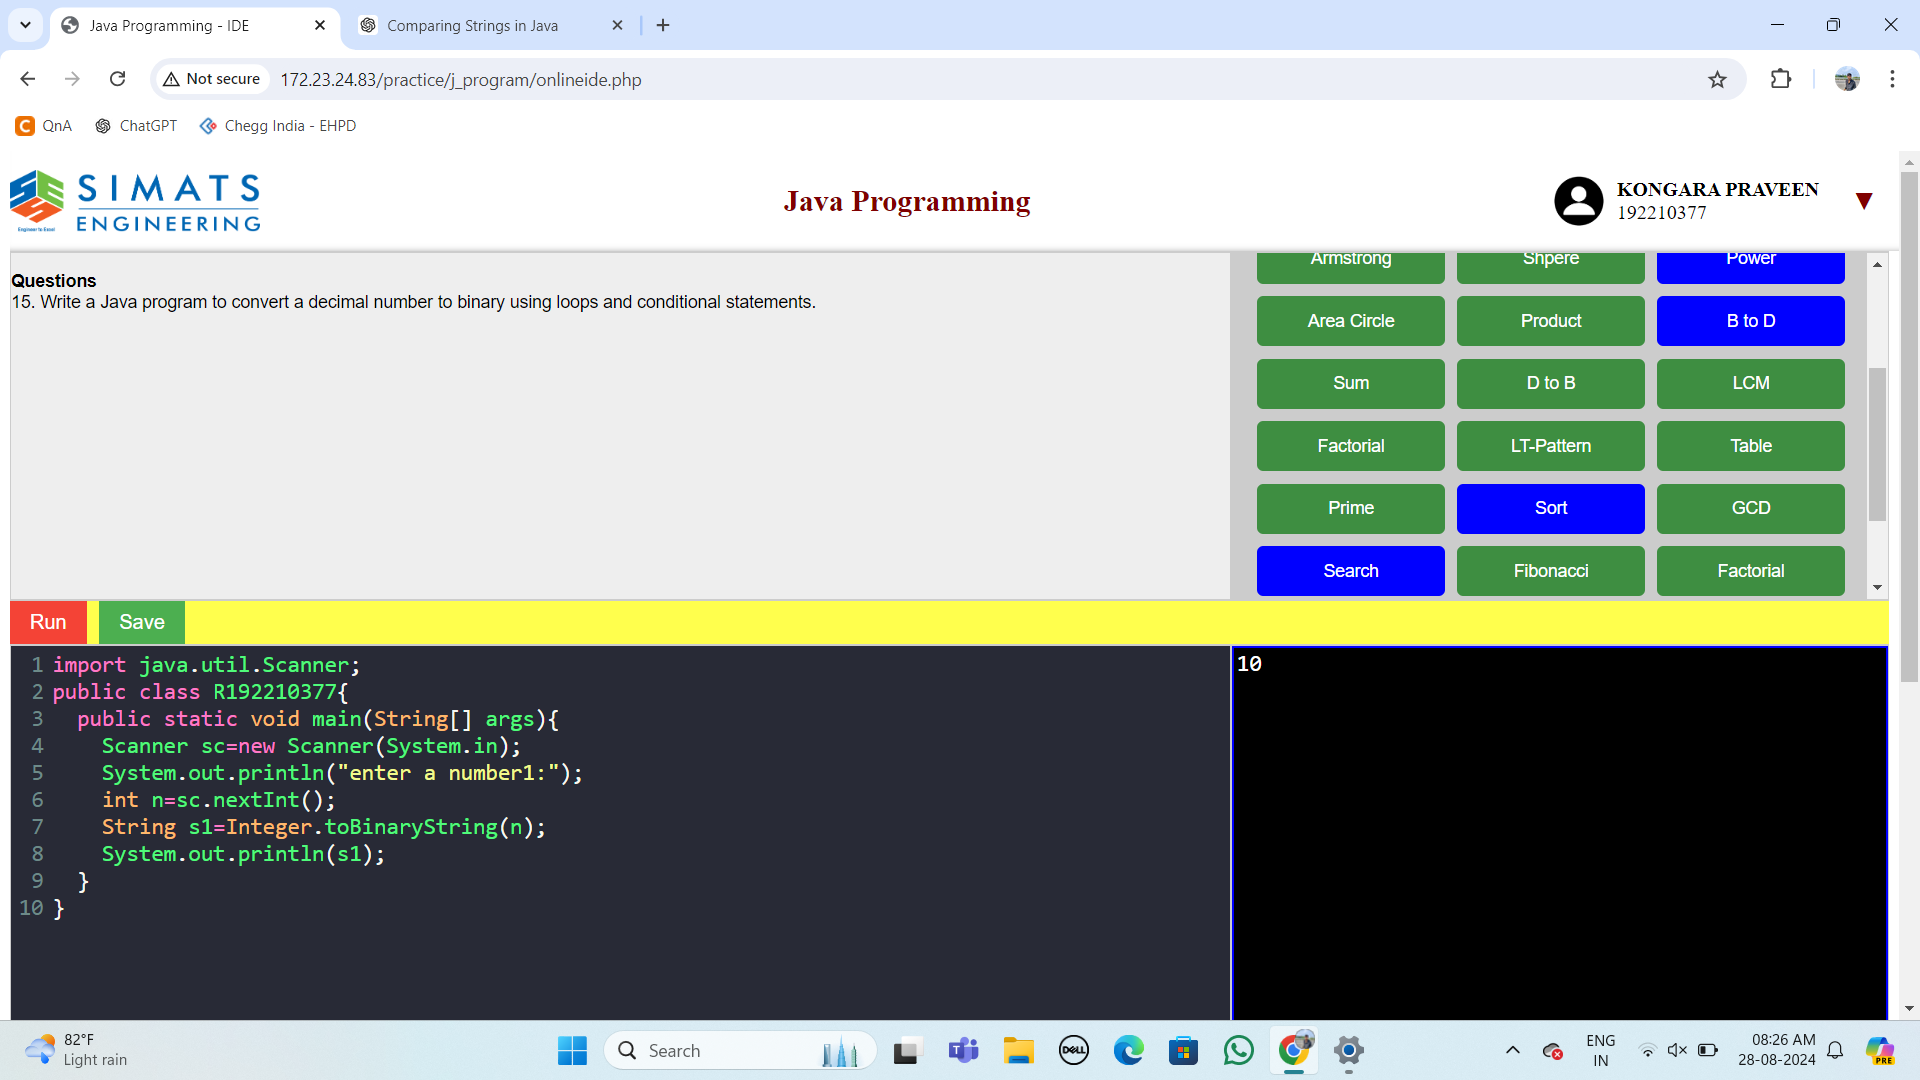 Java Programming - IDE
Comparing Strings in Java
Not secure
172.23.24.83/practice/j_program/onlineide.php
QnA
ChatGPT
Chegg India - EHPD
SIMATS
ENGINEERING
Engineer to Excel
Java Programming
KONGARA PRAVEEN
192210377
Questions
15. Write a Java program to convert a decimal number to binary using loops and conditional statements.
Armstrong
Shpere
Power
Area Circle
Product
B to D
Sum
D to B
LCM
Factorial
LT-Pattern
Table
Prime
Sort
GCD
Search
Fibonacci
Factorial
Run
Save
1 import java.util.Scanner;
2 public class R192210377{
3 public static void main(String[] args){
4 Scanner sc=new Scanner(System.in);
5 System.out.println("enter a number1:");
6 int n=sc.nextInt();
7 String s1=Integer.toBinaryString(n);
8 System.out.println(s1);
9 }
10 }
10
82°F
Light rain
Search
DELL
ENG
IN
08:26 AM
28-08-2024
PRE